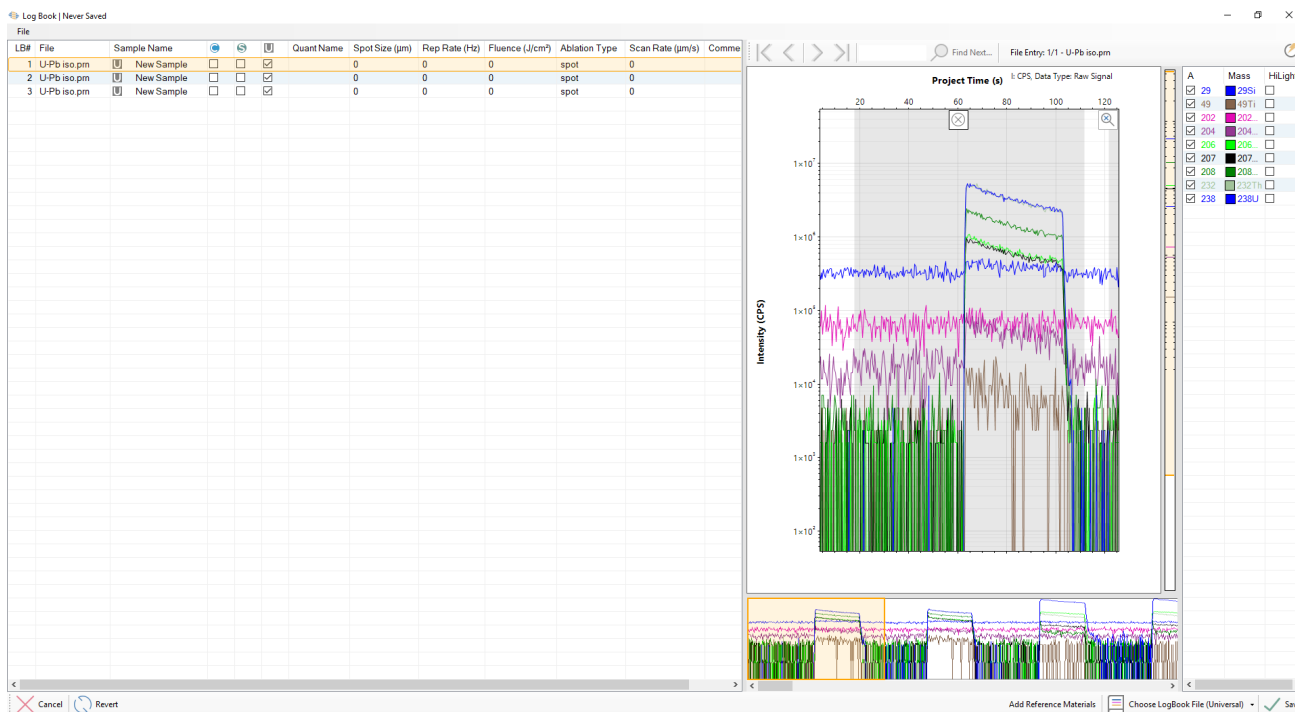 Log Book | Never Saved
File
LB# File Sample Name C S U Quant Name Spot Size (µm) Rep Rate (Hz) Fluence (J/cm²) Ablation Type Scan Rate (µm/s) Comme
1 U-Pb iso.prn U New Sample 0 0 0 spot 0
2 U-Pb iso.prn U New Sample 0 0 0 spot 0
3 U-Pb iso.prn U New Sample 0 0 0 spot 0
Find Next... File Entry: 1/1 - U-Pb iso.prn
Project Time (s) I: CPS, Data Type: Raw Signal
20 40 60 80 100 120
1×10⁷
1×10⁶
1×10⁵
1×10⁴
1×10³
1×10²
Intensity (CPS)
A Mass HiLight
29 29Si
49 49Ti
202 202...
204 204...
206 206...
207 207...
208 208...
232 232Th
238 238U
Cancel Revert Add Reference Materials Choose LogBook File (Universal) Sav